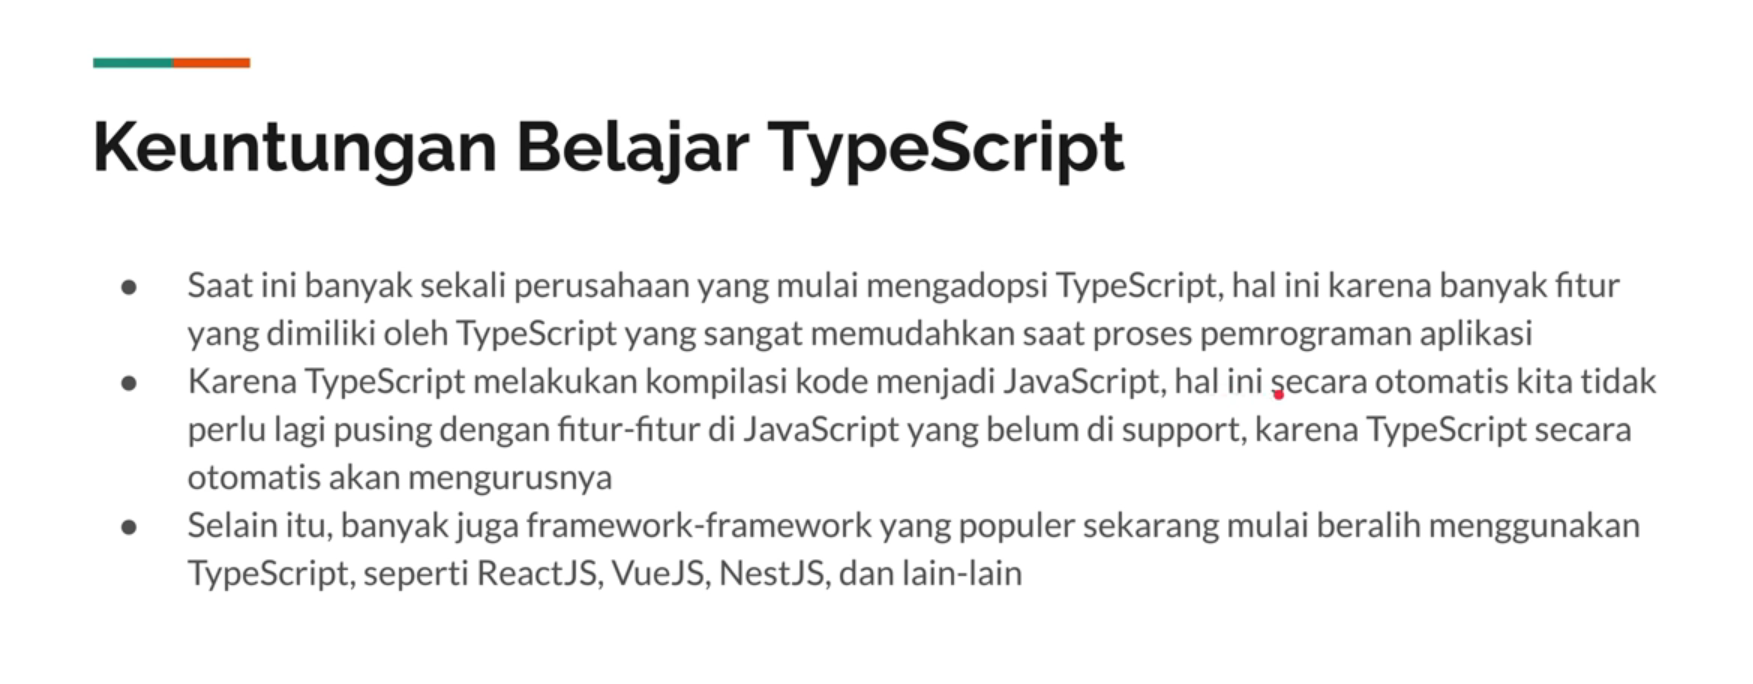 Keuntungan Belajar TypeScript
● Saat ini banyak sekali perusahaan yang mulai mengadopsi TypeScript, hal ini karena banyak fitur
yang dimiliki oleh TypeScript yang sangat memudahkan saat proses pemrograman aplikasi
● Karena TypeScript melakukan kompilasi kode menjadi JavaScript, hal ini secara otomatis kita tidak
perlu lagi pusing dengan fitur-fitur di JavaScript yang belum di support, karena TypeScript secara
otomatis akan mengurusnya
● Selain itu, banyak juga framework-framework yang populer sekarang mulai beralih menggunakan
TypeScript, seperti ReactJS, VueJS, NestJS, dan lain-lain